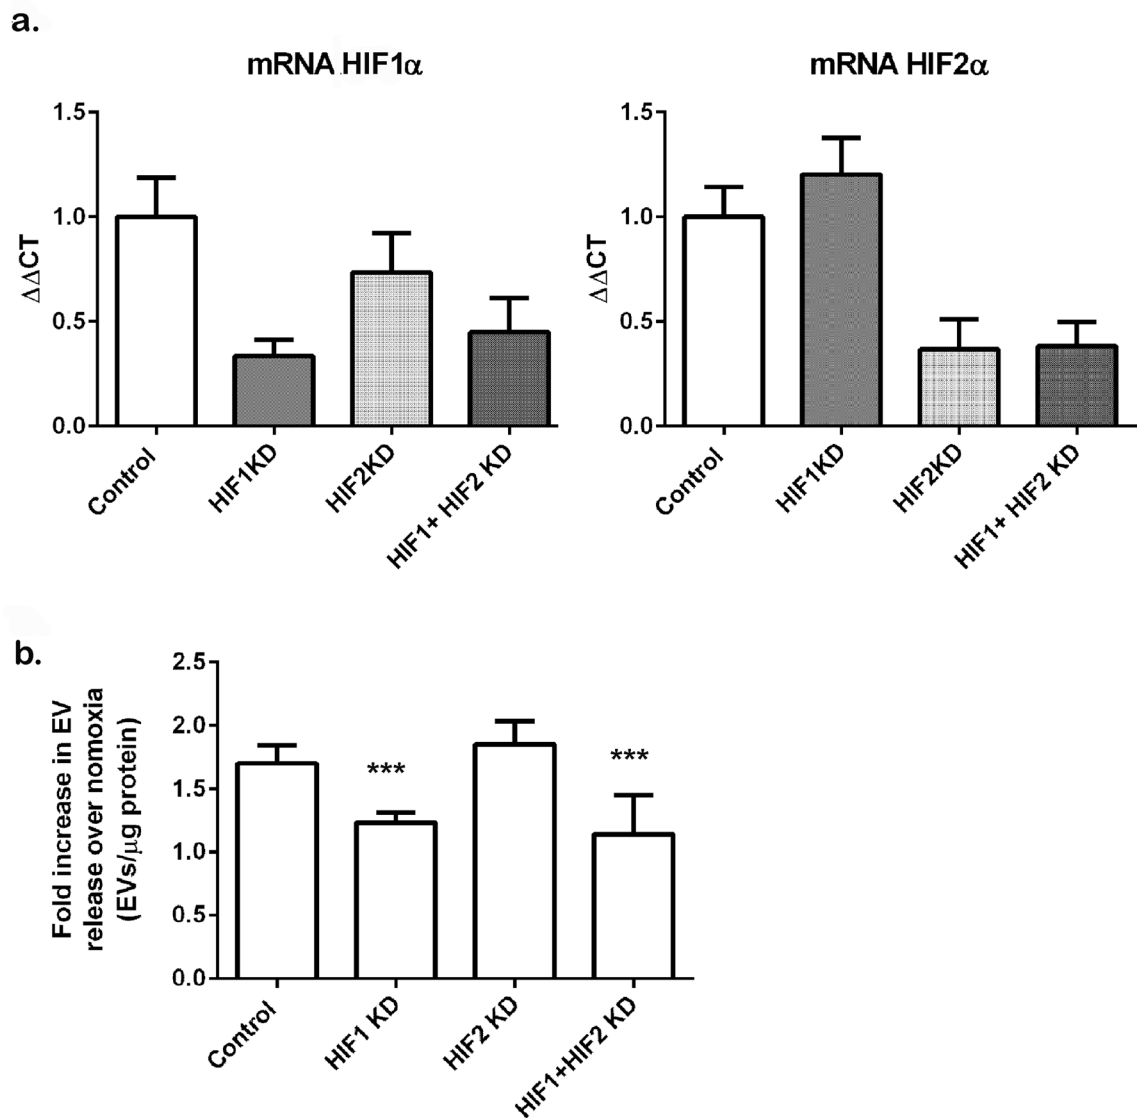 a.
mRNA HIF1α
ΔΔCT
1.5
1.0
0.5
0.0
Control
HIF1KD
HIF2KD
HIF1+ HIF2 KD
mRNA HIF2α
ΔΔCT
1.5
1.0
0.5
0.0
Control
HIF1KD
HIF2KD
HIF1+ HIF2 KD
b.
Fold increase in EV
release over nomoxia
(EVs/μg protein)
2.5
2.0
1.5
1.0
0.5
0.0
***
***
Control
HIF1 KD
HIF2 KD
HIF1+HIF2 KD